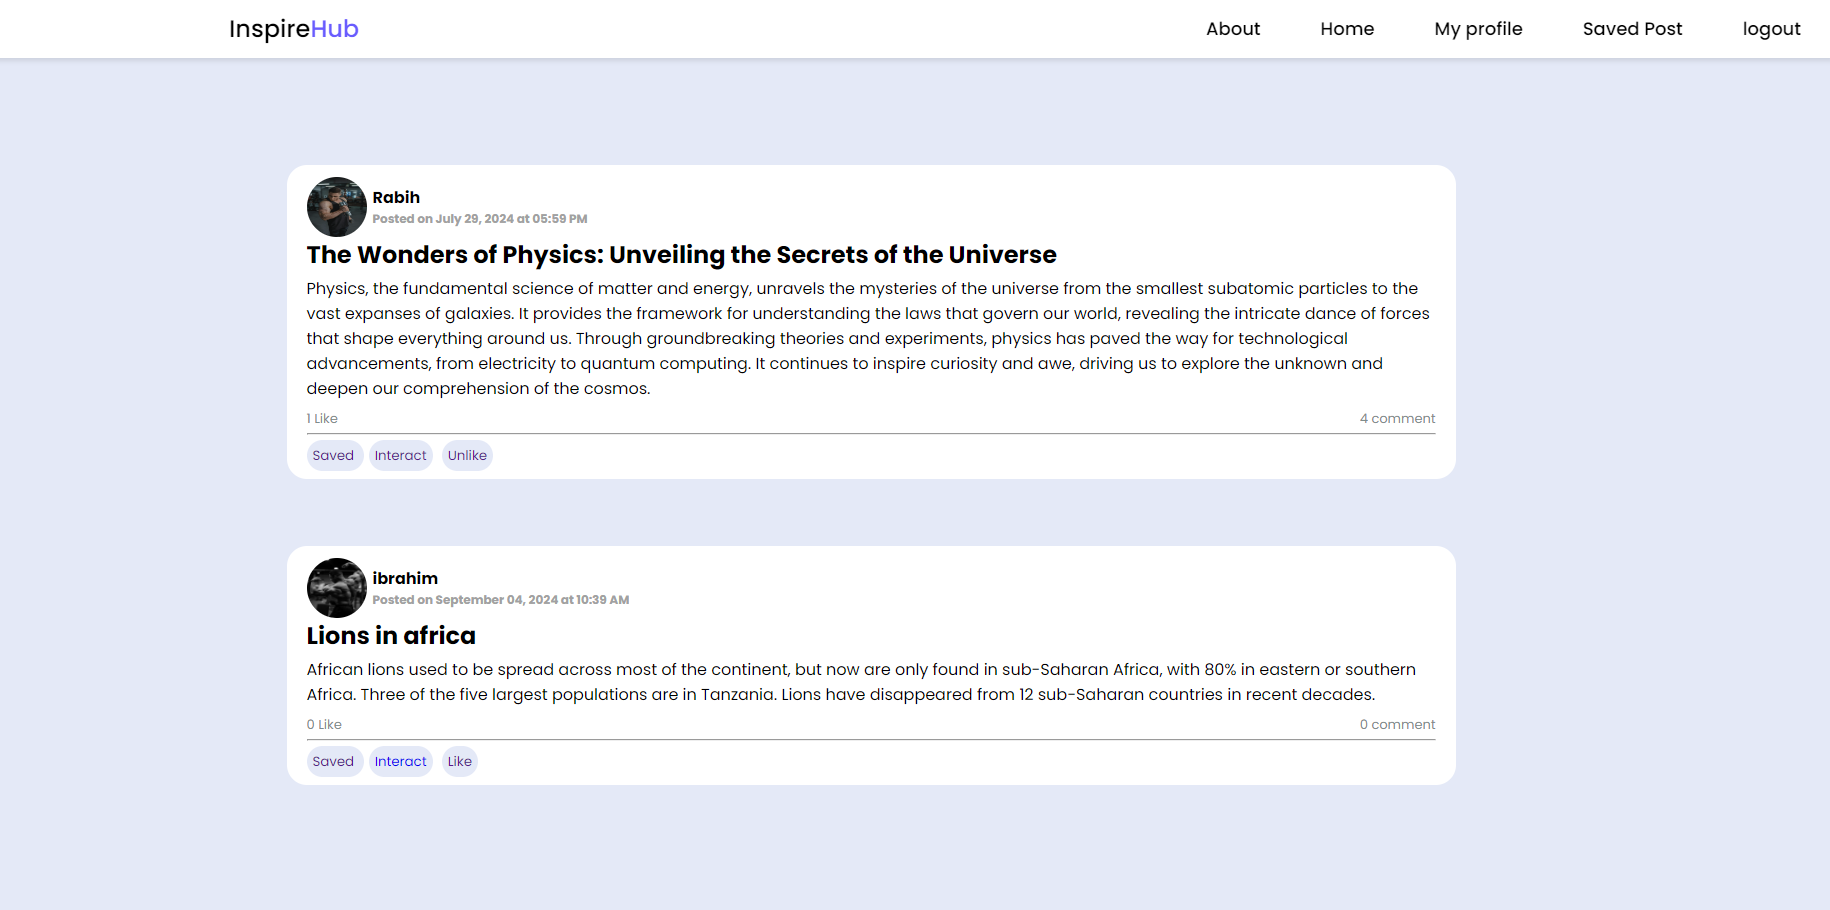 InspireHub
About Home My profile Saved Post logout
Rabih
Posted on July 29, 2024 at 05:59 PM
The Wonders of Physics: Unveiling the Secrets of the Universe
Physics, the fundamental science of matter and energy, unravels the mysteries of the universe from the smallest subatomic particles to the
vast expanses of galaxies. It provides the framework for understanding the laws that govern our world, revealing the intricate dance of forces
that shape everything around us. Through groundbreaking theories and experiments, physics has paved the way for technological
advancements, from electricity to quantum computing. It continues to inspire curiosity and awe, driving us to explore the unknown and
deepen our comprehension of the cosmos.
1 Like 4 comment
Saved Interact Unlike
ibrahim
Posted on September 04, 2024 at 10:39 AM
Lions in africa
African lions used to be spread across most of the continent, but now are only found in sub-Saharan Africa, with 80% in eastern or southern
Africa. Three of the five largest populations are in Tanzania. Lions have disappeared from 12 sub-Saharan countries in recent decades.
0 Like 0 comment
Saved Interact Like